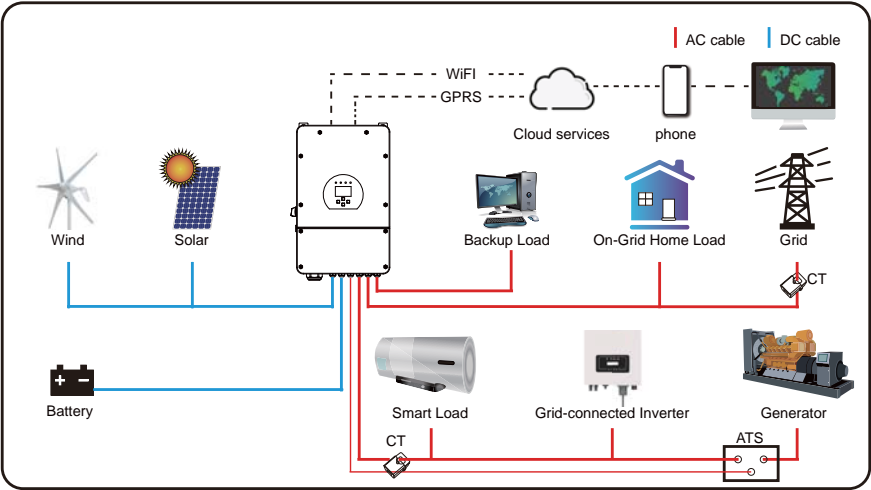 AC cable
DC cable
WiFI
GPRS
Cloud services
phone
Wind
Solar
Backup Load
On-Grid Home Load
Grid
CT
Battery
Smart Load
Grid-connected Inverter
Generator
CT
ATS